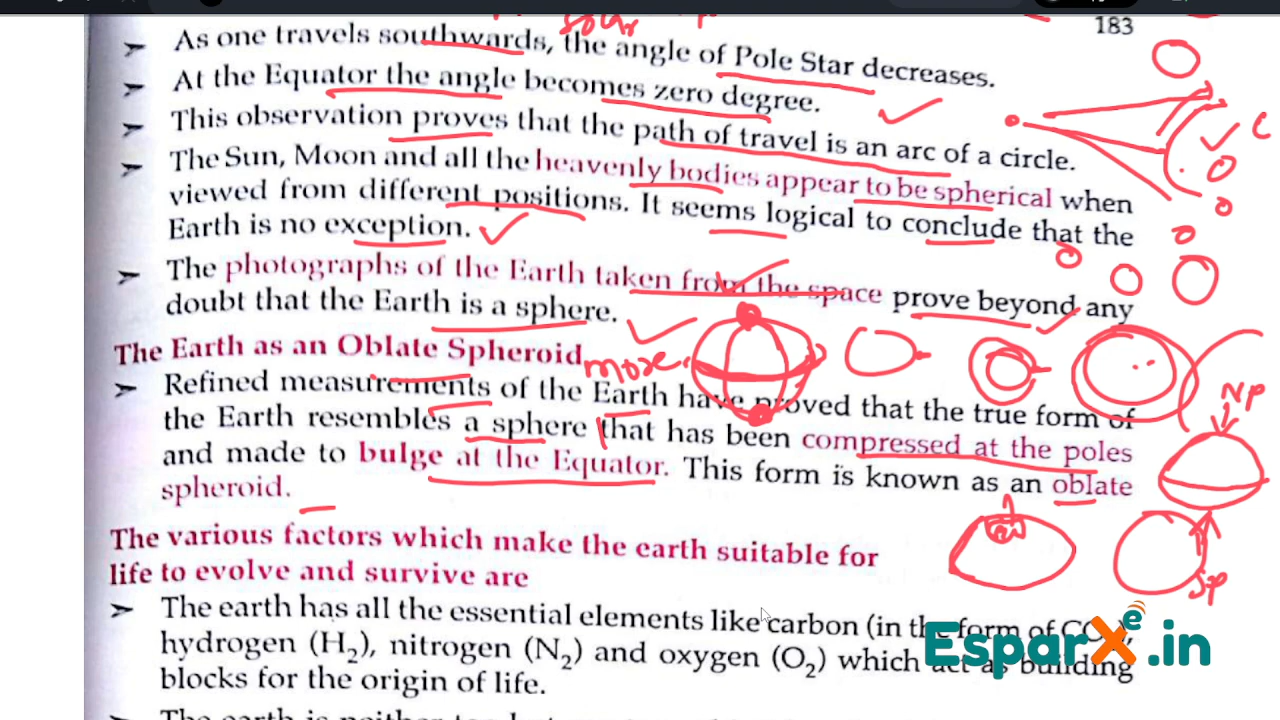 183
➤ As one travels southwards, the angle of Pole Star decreases.
➤ At the Equator the angle becomes zero degree.
➤ This observation proves that the path of travel is an arc of a circle.
➤ The Sun, Moon and all the heavenly bodies appear to be spherical when
viewed from different positions. It seems logical to conclude that the
Earth is no exception.
➤ The photographs of the Earth taken from the space prove beyond any
doubt that the Earth is a sphere.
The Earth as an Oblate Spheroid
more
➤ Refined measurements of the Earth have proved that the true form of
the Earth resembles a sphere that has been compressed at the poles
and made to bulge at the Equator. This form is known as an oblate
spheroid.
NP
SP
The various factors which make the earth suitable for
life to evolve and survive are
➤ The earth has all the essential elements like carbon (in the form of
hydrogen (H₂), nitrogen (N₂) and oxygen (O₂) which act as building
blocks for the origin of life.
EsparXe.in